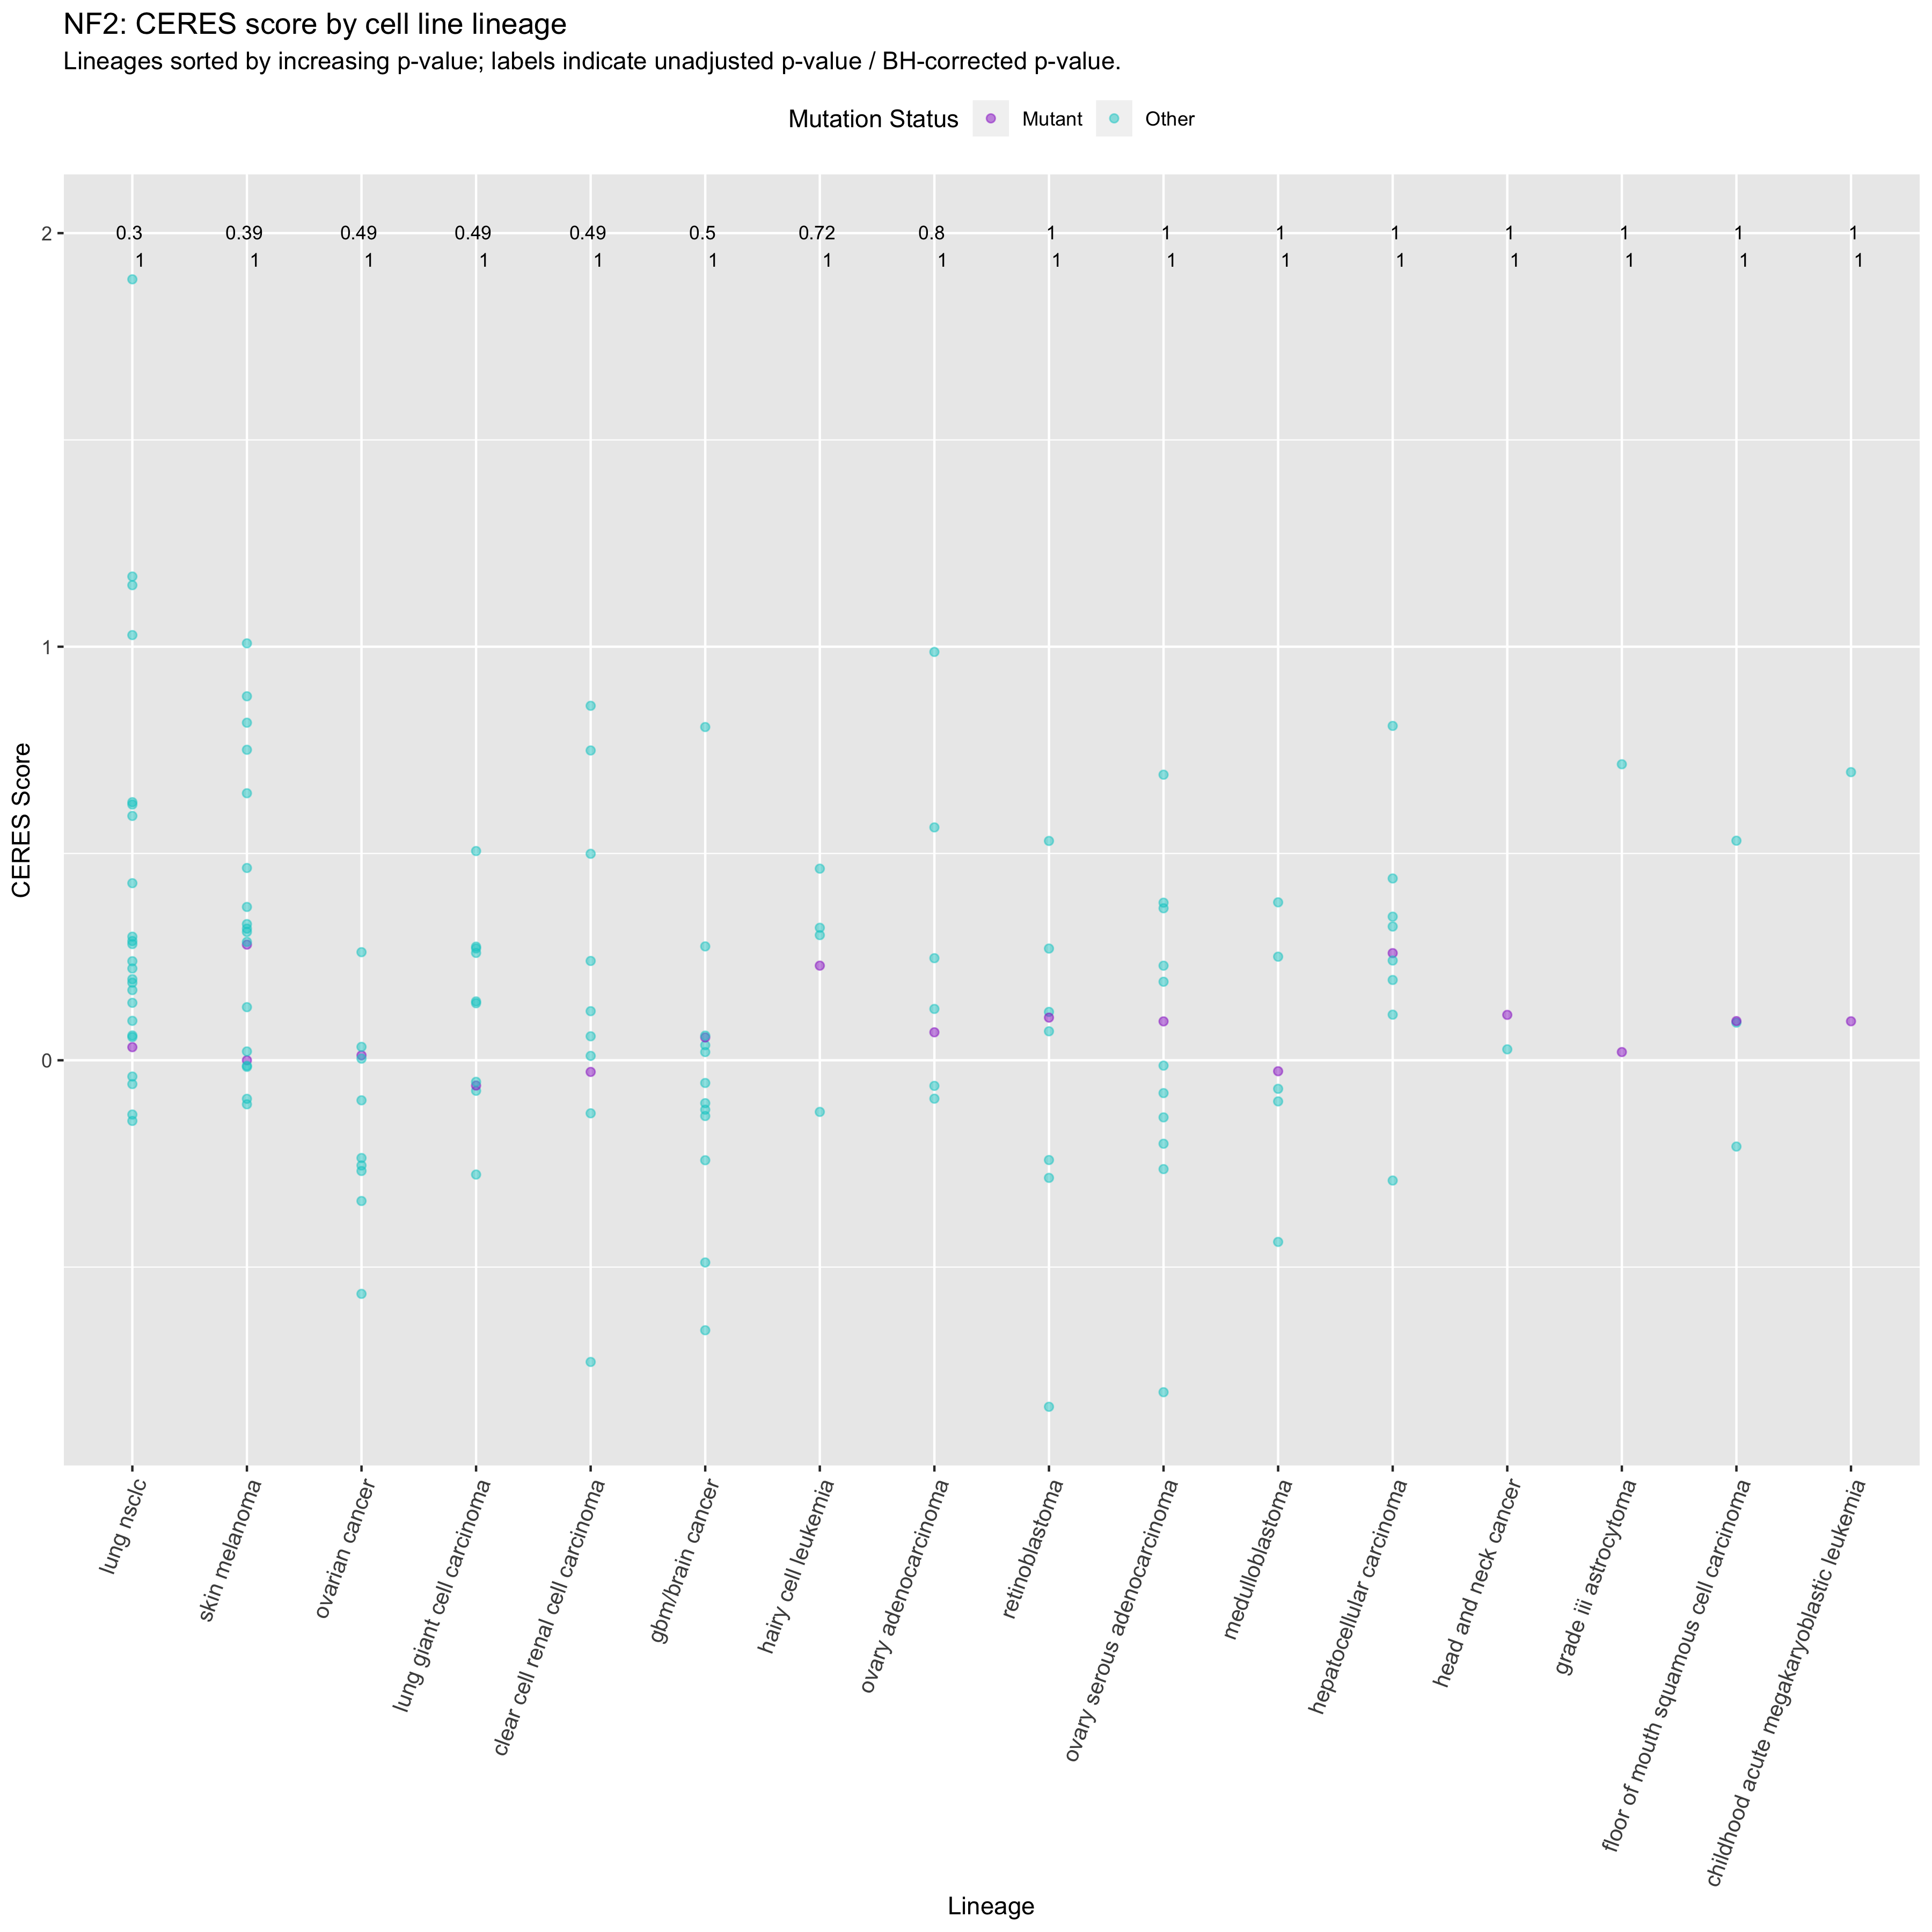 NF2: CERES score by cell line lineage
Lineages sorted by increasing p-value; labels indicate unadjusted p-value / BH-corrected p-value.
Mutation Status Mutant Other
2
0.3 0.39 0.49 0.49 0.49 0.5 0.72 0.8 1 1 1 1 1 1 1 1
1 1 1 1 1 1 1 1 1 1 1 1 1 1 1 1
1
0
CERES Score
lung nsclc
skin melanoma
ovarian cancer
lung giant cell carcinoma
clear cell renal cell carcinoma
gbm/brain cancer
hairy cell leukemia
ovary adenocarcinoma
retinoblastoma
ovary serous adenocarcinoma
medulloblastoma
hepatocellular carcinoma
head and neck cancer
grade iii astrocytoma
floor of mouth squamous cell carcinoma
childhood acute megakaryoblastic leukemia
Lineage